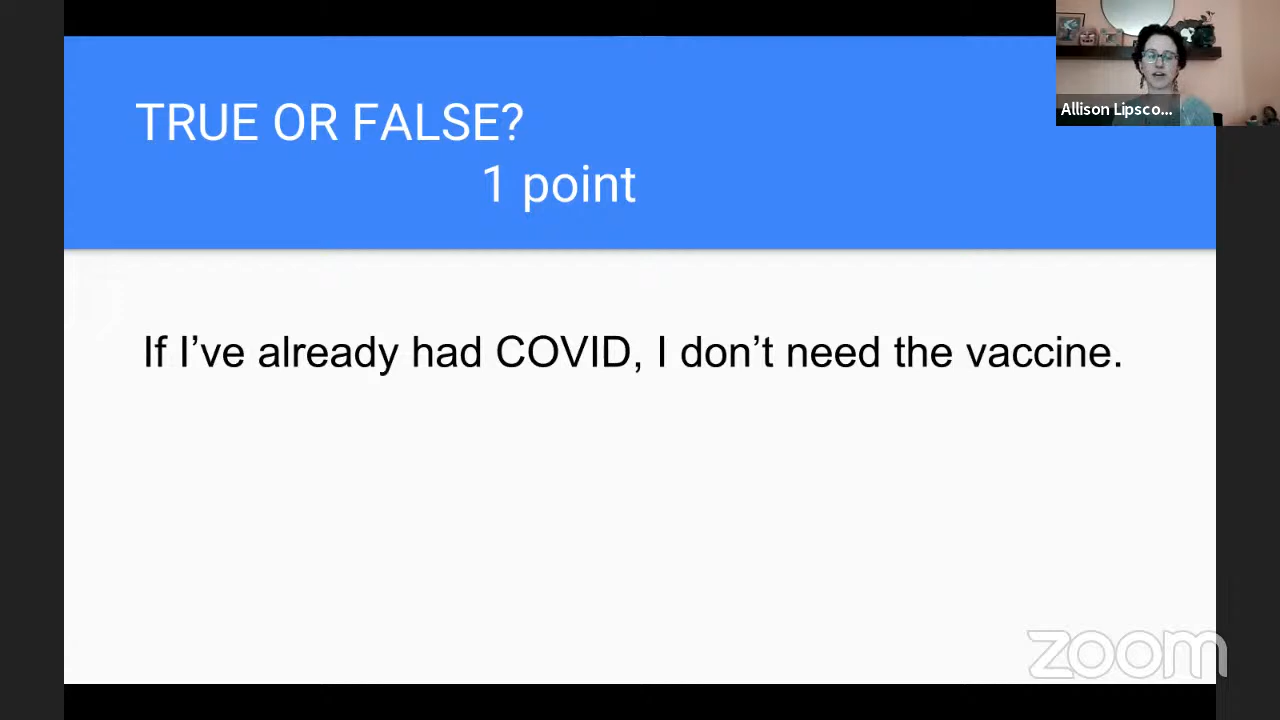 TRUE OR FALSE?
1 point
Allison Lipsco...
If I've already had COVID, I don't need the vaccine.
zoom